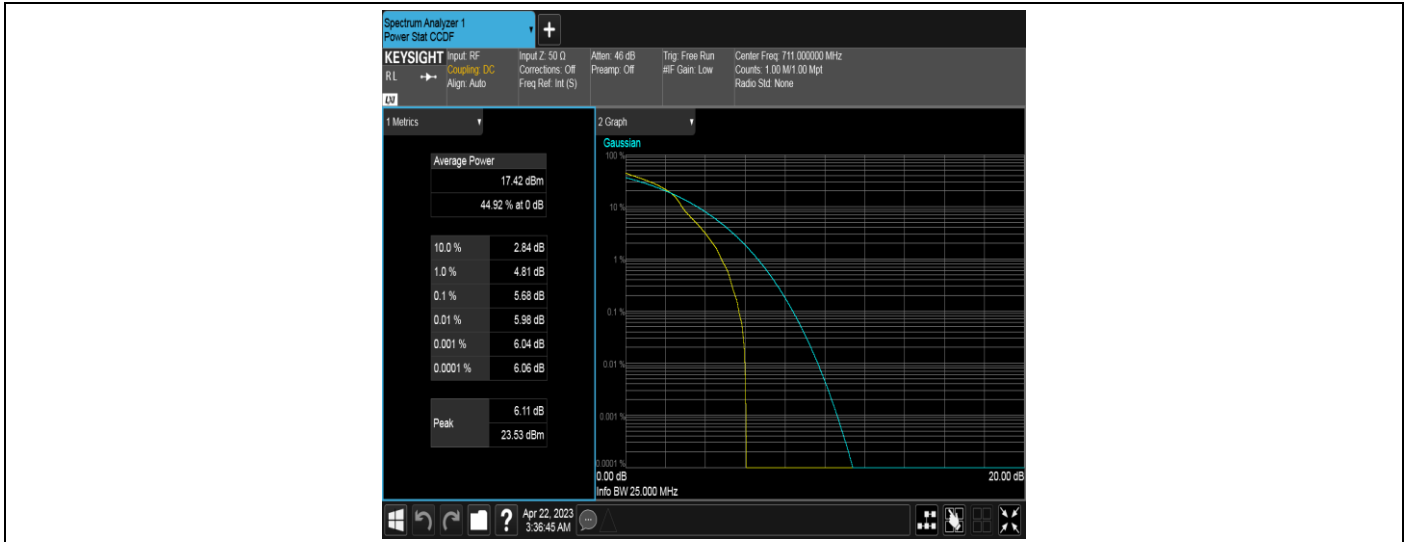 Spectrum Analyzer 1
Power Stat CCDF
+
KEYSIGHT
RL
LXI
Input: RF
Coupling: DC
Align: Auto
Input Z: 50 Ω
Corrections: Off
Freq Ref: Int (S)
Atten: 46 dB
Preamp: Off
Trig: Free Run
#IF Gain: Low
Center Freq: 711.000000 MHz
Counts: 1.00 M/1.00 Mpt
Radio Std: None
1 Metrics
Average Power
17.42 dBm
44.92 % at 0 dB
10.0 % 2.84 dB
1.0 % 4.81 dB
0.1 % 5.68 dB
0.01 % 5.98 dB
0.001 % 6.04 dB
0.0001 % 6.06 dB
Peak
6.11 dB
23.53 dBm
2 Graph
Gaussian
100 %
10 %
1 %
0.1 %
0.01 %
0.001 %
0.0001 %
0.00 dB 20.00 dB
Info BW 25.000 MHz
?
Apr 22, 2023
3:36:45 AM